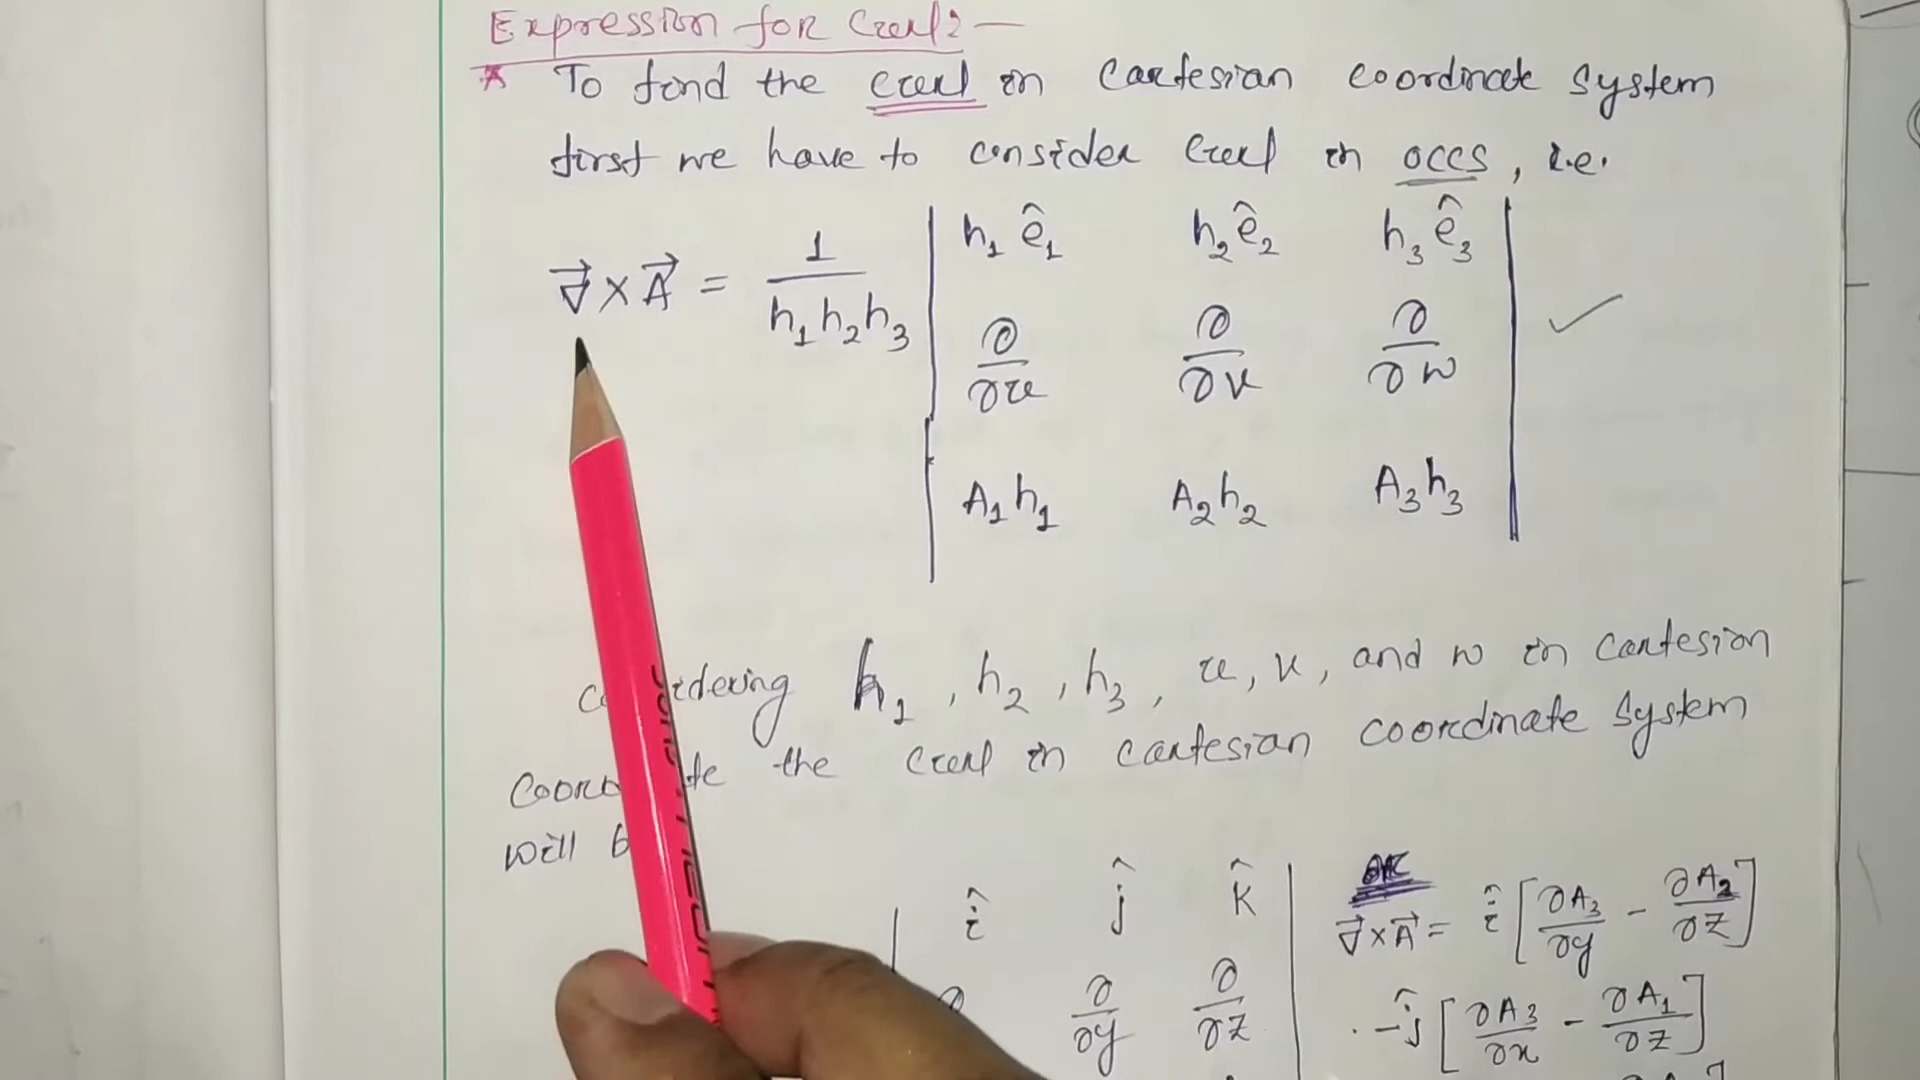 Expression for Curl:-
* To find the curl in cartesian coordinate system
first we have to consider curl in OCCS, i.e.
∇⃗×A⃗ = 1/(h₁h₂h₃) | h₁ê₁ h₂ê₂ h₃ê₃ |
∂/∂u ∂/∂v ∂/∂w
A₁h₁ A₂h₂ A₃h₃
h₁, h₂, h₃, u, v, and w in cartesion
the curl in cartesian coordinate system
will
î ĵ k̂
∂/∂y ∂/∂z
∇⃗×A⃗ = î [∂A₃/∂y - ∂A₂/∂z]
-ĵ [∂A₃/∂x - ∂A₁/∂z]